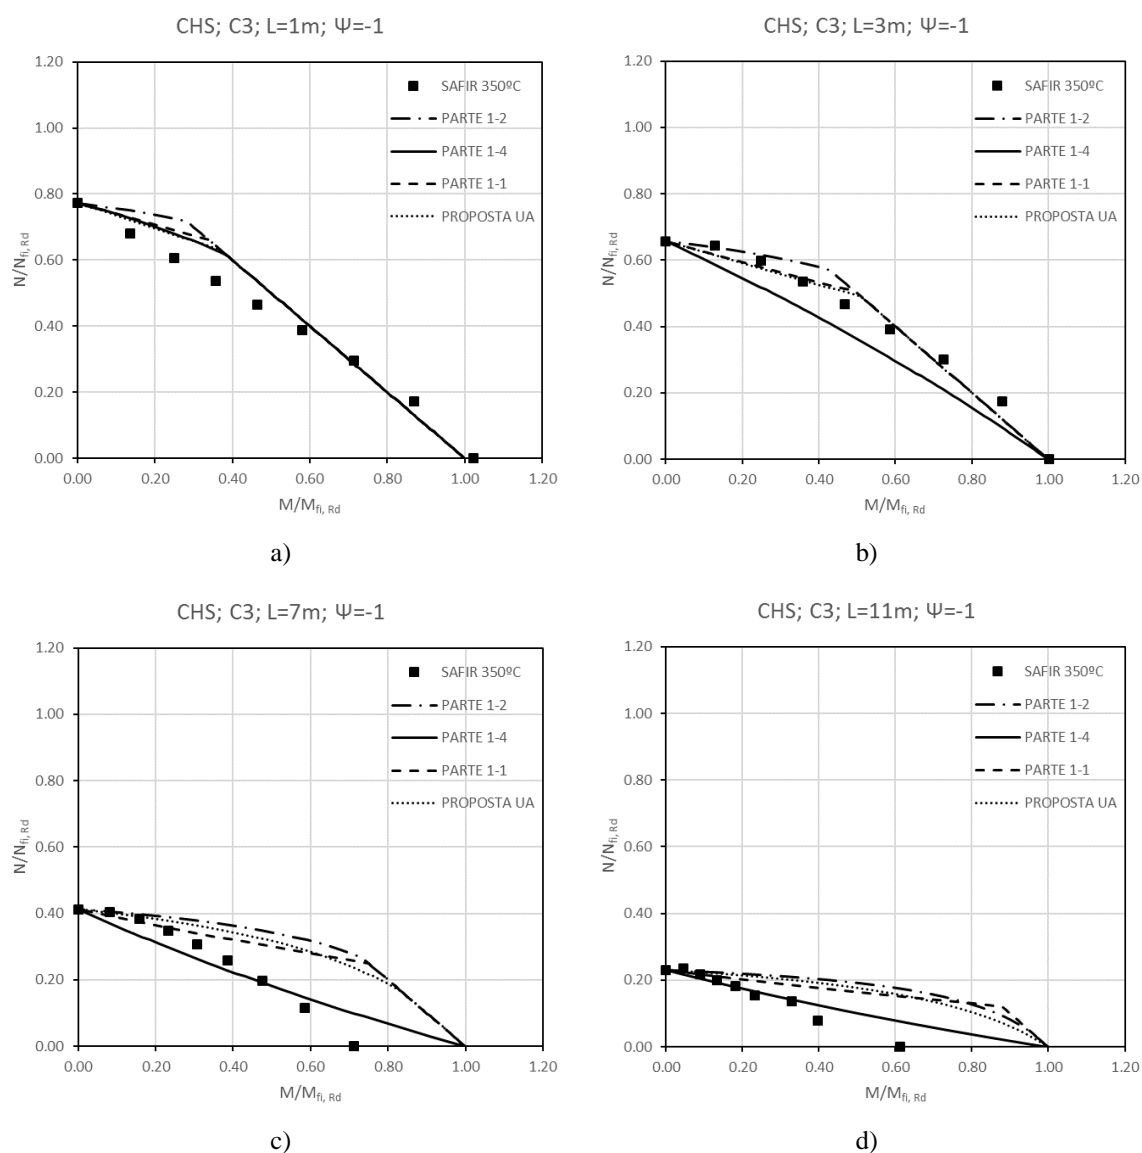 CHS; C3; L=1m; Ψ=-1
1.20
1.00
0.80
0.60
0.40
0.20
0.00
N/Nfi,Rd
SAFIR 350ºC
PARTE 1-2
PARTE 1-4
PARTE 1-1
PROPOSTA UA
0.00 0.20 0.40 0.60 0.80 1.00 1.20
M/Mfi, Rd
a)
CHS; C3; L=3m; Ψ=-1
1.20
1.00
0.80
0.60
0.40
0.20
0.00
N/Nfi,Rd
SAFIR 350ºC
PARTE 1-2
PARTE 1-4
PARTE 1-1
PROPOSTA UA
0.00 0.20 0.40 0.60 0.80 1.00 1.20
M/Mfi, Rd
b)
CHS; C3; L=7m; Ψ=-1
1.20
1.00
0.80
0.60
0.40
0.20
0.00
N/Nfi,Rd
SAFIR 350ºC
PARTE 1-2
PARTE 1-4
PARTE 1-1
PROPOSTA UA
0.00 0.20 0.40 0.60 0.80 1.00 1.20
M/Mfi, Rd
c)
CHS; C3; L=11m; Ψ=-1
1.20
1.00
0.80
0.60
0.40
0.20
0.00
N/Nfi,Rd
SAFIR 350ºC
PARTE 1-2
PARTE 1-4
PARTE 1-1
PROPOSTA UA
0.00 0.20 0.40 0.60 0.80 1.00 1.20
M/Mfi, Rd
d)